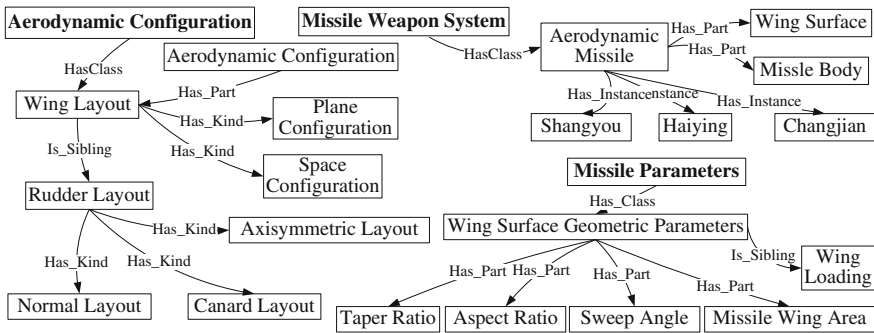 Aerodynamic Configuration
HasClass
Aerodynamic Configuration
Has_Part
Wing Layout
Has_Kind
Plane
Configuration
Has_Kind
Space
Configuration
Is_Sibling
Rudder Layout
Has_Kind
Axisymmetric Layout
Has_Kind
Has_Kind
Normal Layout
Canard Layout
Missile Weapon System
HasClass
Aerodynamic
Missile
Has_Part
Wing Surface
Has_Part
Missle Body
Has_Instance
nstance
Has_Instance
Shangyou
Haiying
Changjian
Missile Parameters
Has_Class
Wing Surface Geometric Parameters
Is_Sibling
Wing
Loading
Has_Part
Has_Part
Has_Part
Has_Part
Taper Ratio
Aspect Ratio
Sweep Angle
Missile Wing Area